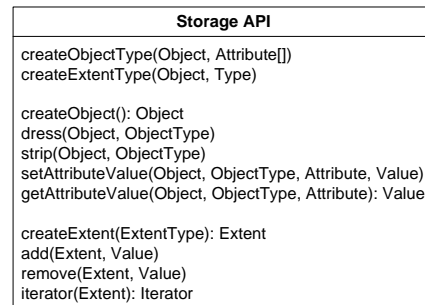 Storage API
createObjectType(Object, Attribute[])
createExtentType(Object, Type)
createObject(): Object
dress(Object, ObjectType)
strip(Object, ObjectType)
setAttributeValue(Object, ObjectType, Attribute, Value)
getAttributeValue(Object, ObjectType, Attribute): Value
createExtent(ExtentType): Extent
add(Extent, Value)
remove(Extent, Value)
iterator(Extent): Iterator